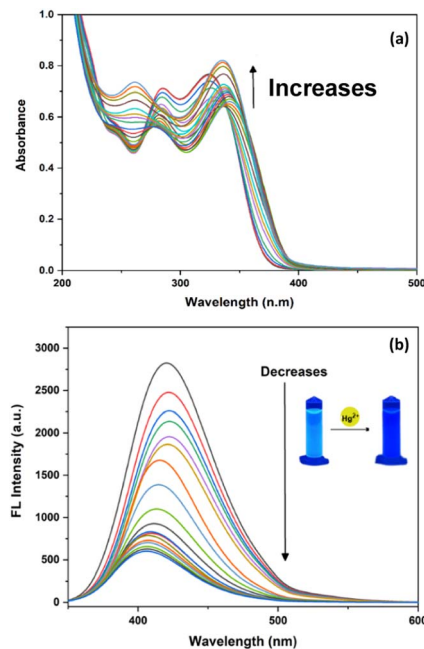 (a)
Increases
Absorbance
1.0
0.8
0.6
0.4
0.2
0.0
200 300 400 500
Wavelength (n.m)
(b)
Decreases
Hg2+
FL Intensity (a.u.)
3000
2500
2000
1500
1000
500
0
400 500 600
Wavelength (nm)